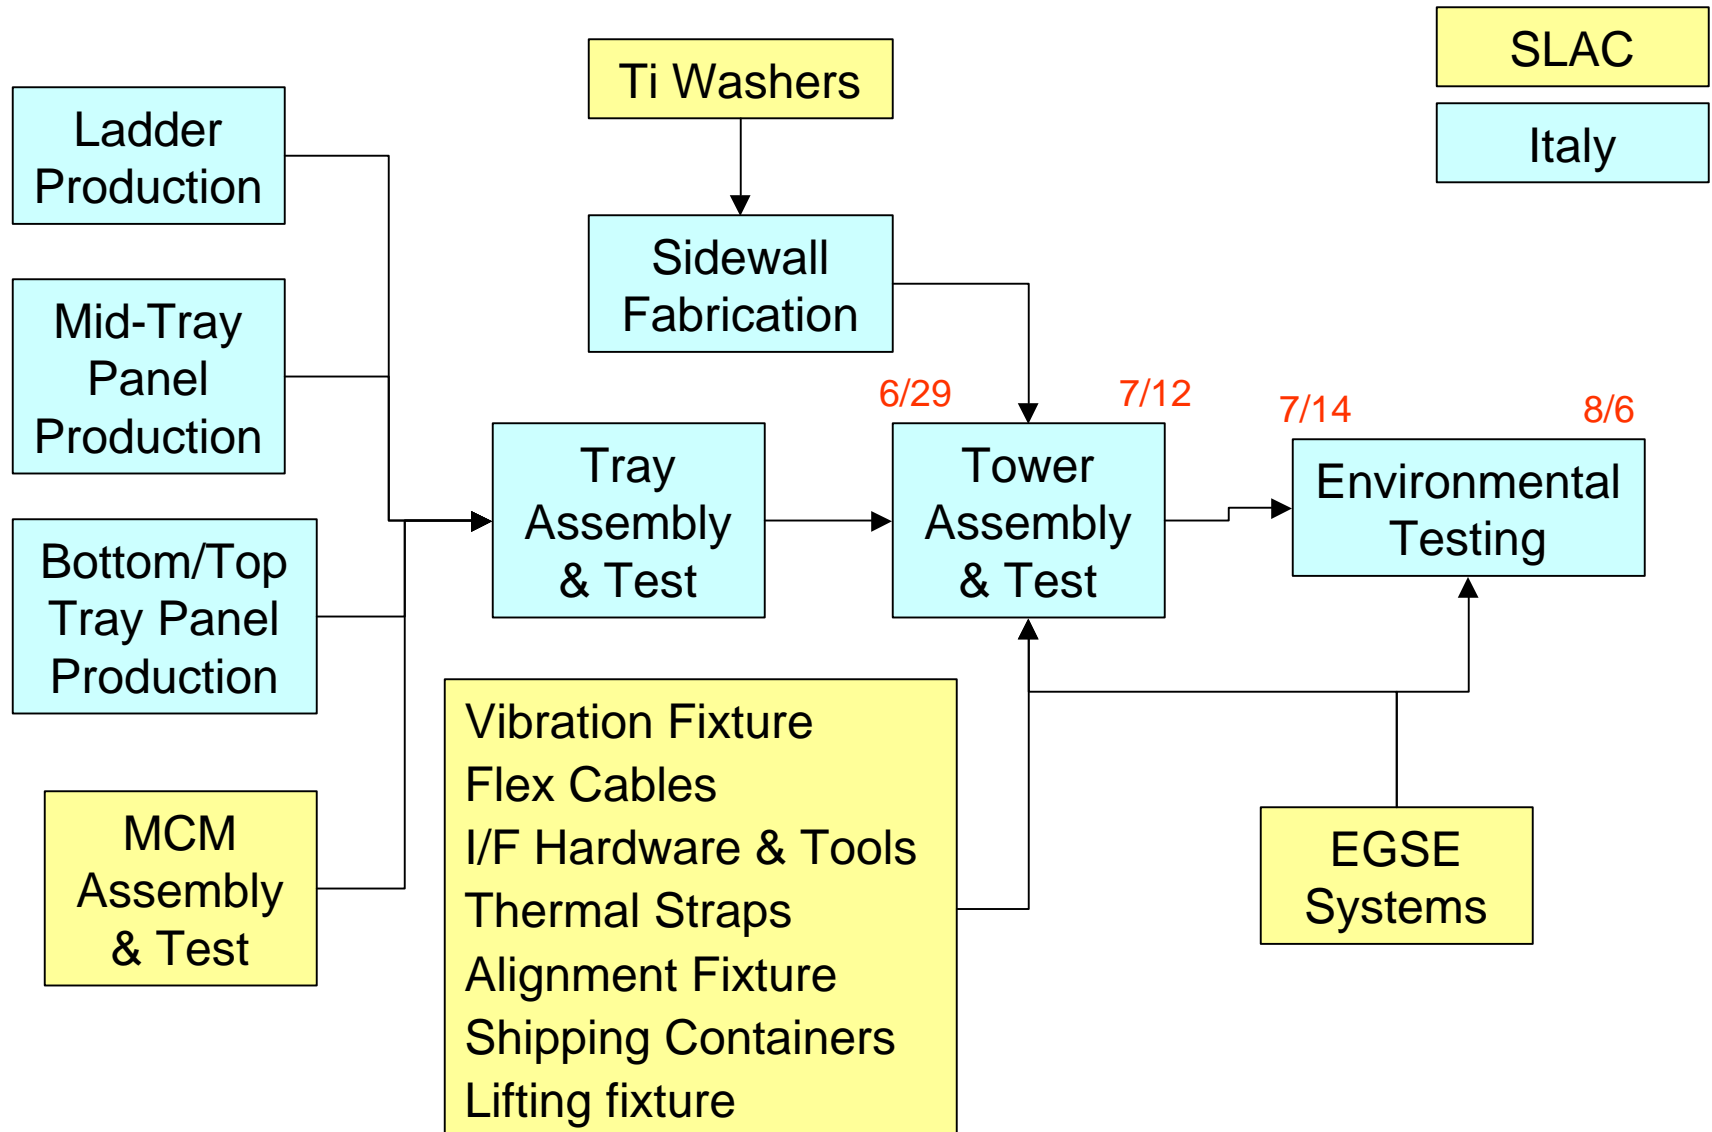 SLAC
Italy
Ti Washers
Ladder
Production
Sidewall
Fabrication
Mid-Tray
Panel
Production
6/29
7/12
7/14
8/6
Tray
Assembly
& Test
Tower
Assembly
& Test
Environmental
Testing
Bottom/Top
Tray Panel
Production
MCM
Assembly
& Test
Vibration Fixture
Flex Cables
I/F Hardware & Tools
Thermal Straps
Alignment Fixture
Shipping Containers
Lifting fixture
EGSE
Systems